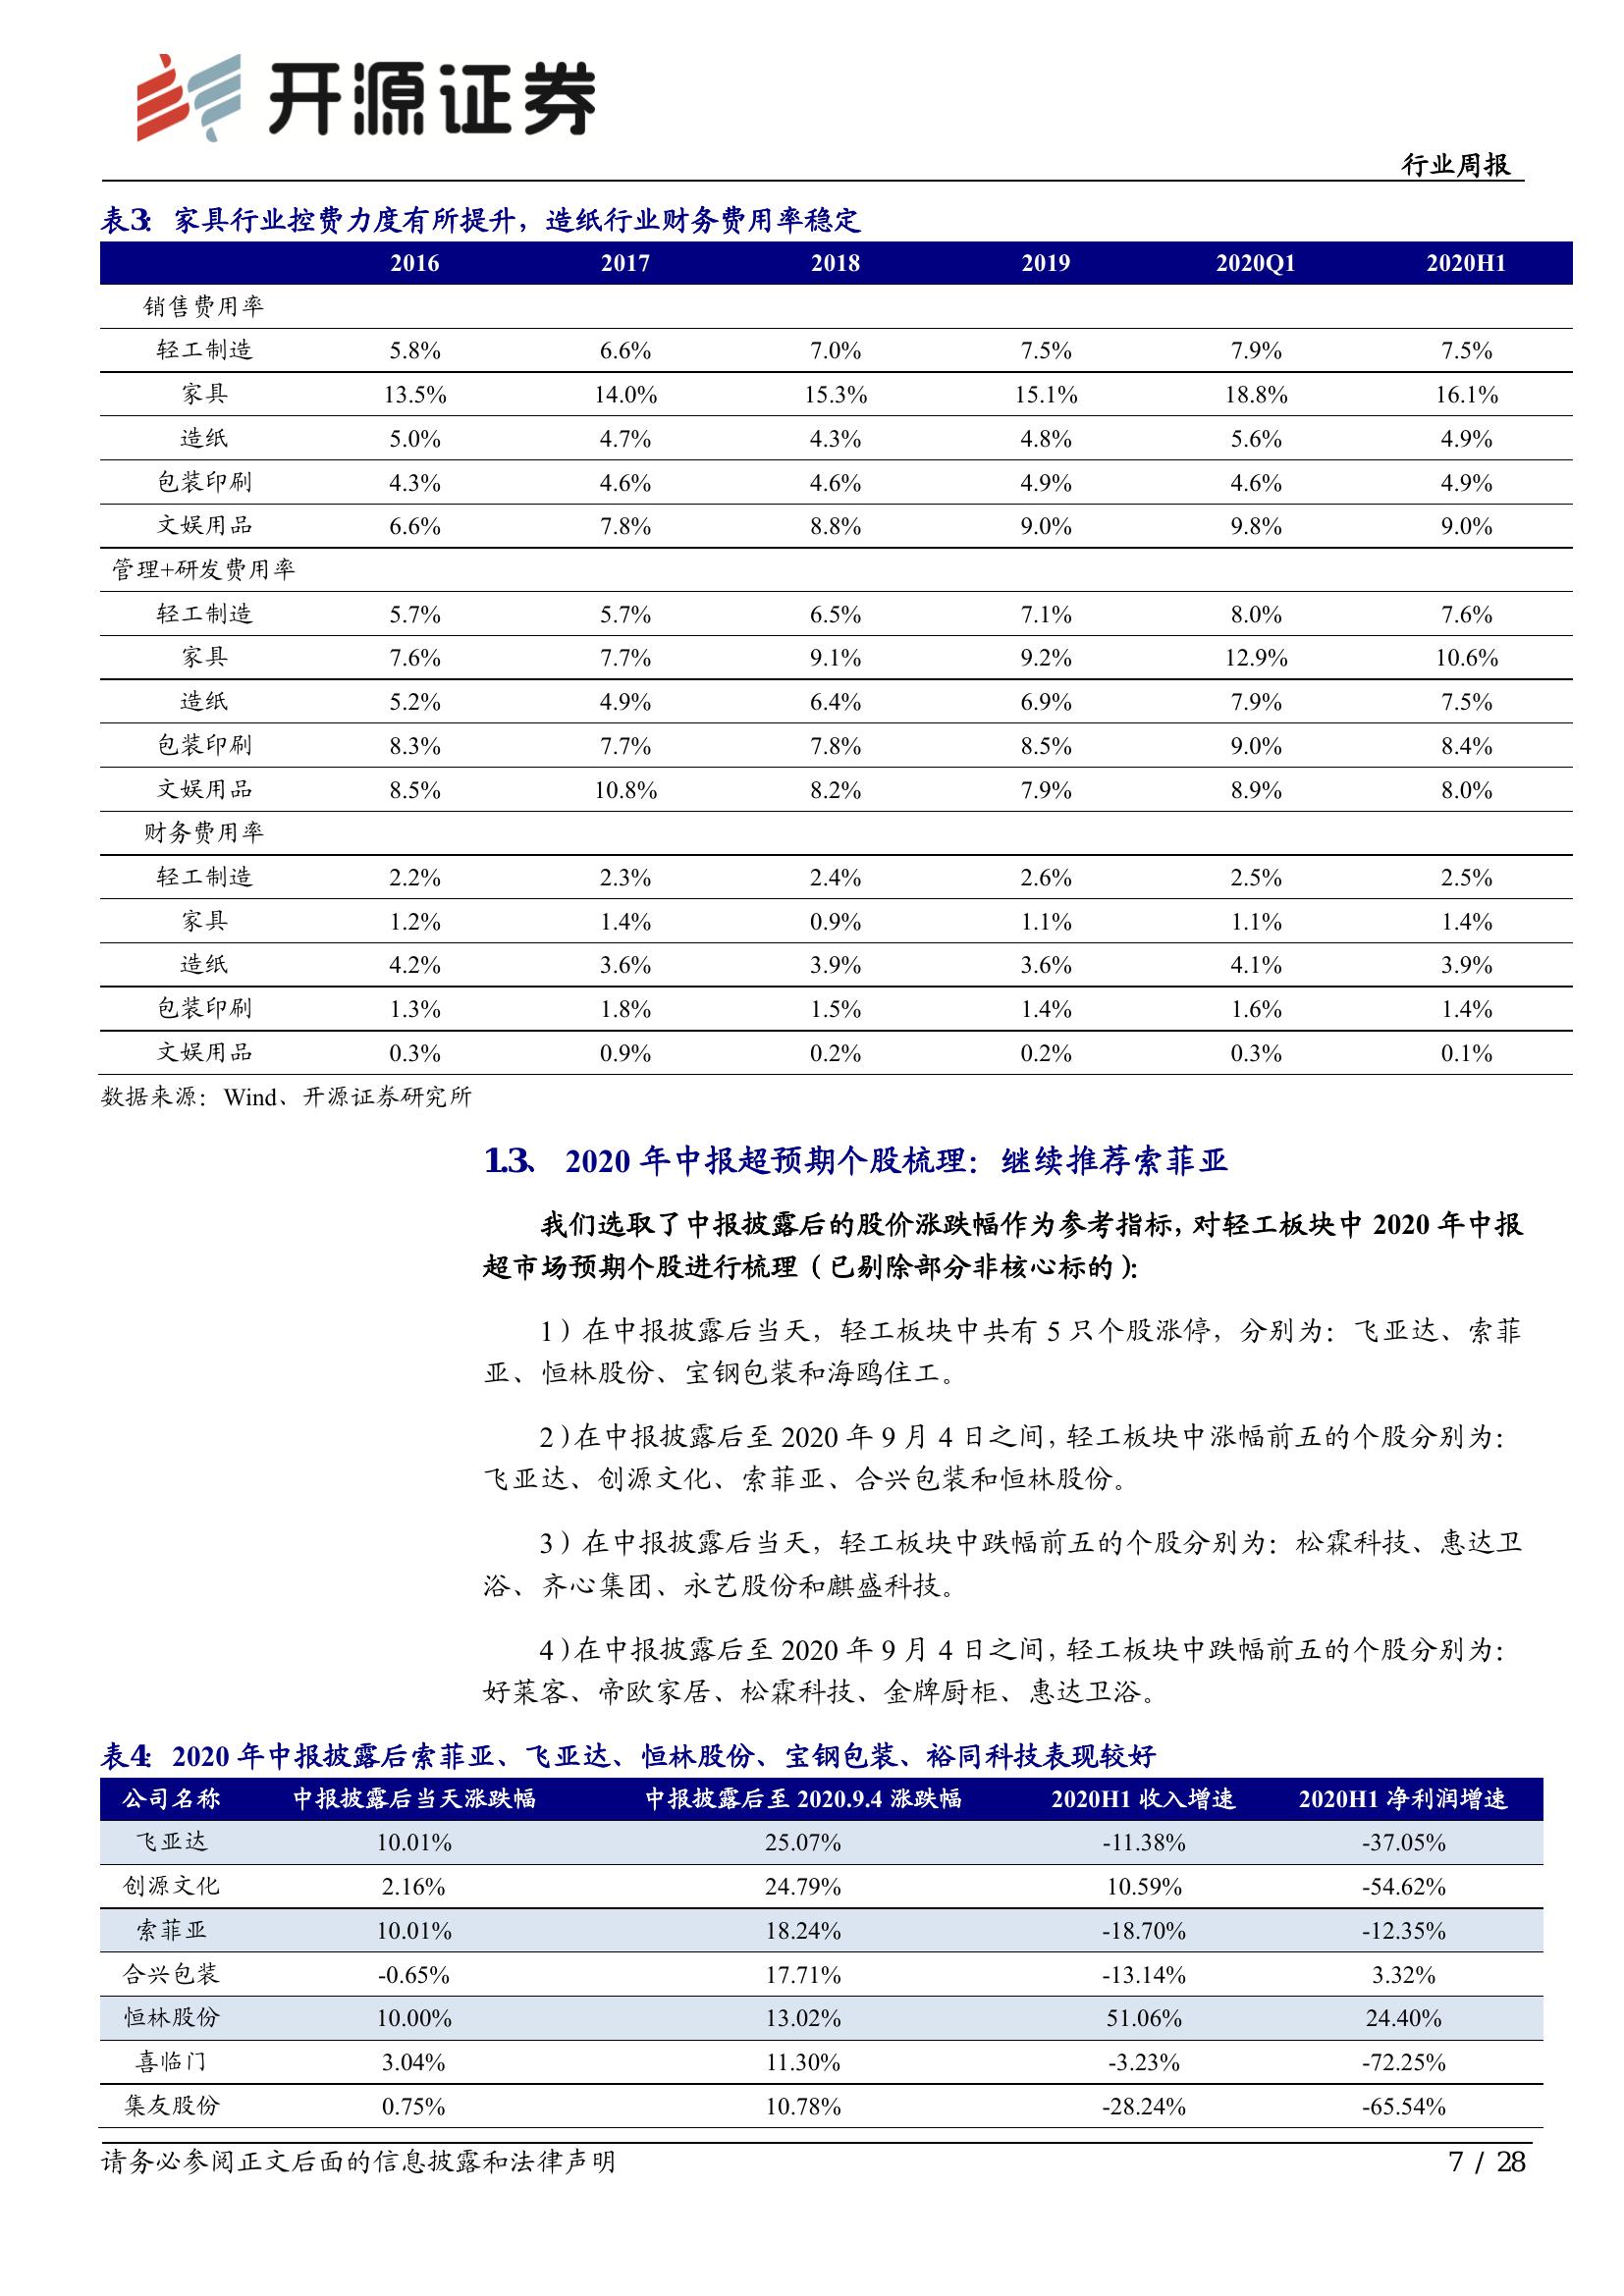 开源证券
行业周报
表3: 家具行业控费力度有所提升，造纸行业财务费用率稳定
2016 2017 2018 2019 2020Q1 2020H1
销售费用率
轻工制造 5.8% 6.6% 7.0% 7.5% 7.9% 7.5%
家具 13.5% 14.0% 15.3% 15.1% 18.8% 16.1%
造纸 5.0% 4.7% 4.3% 4.8% 5.6% 4.9%
包装印刷 4.3% 4.6% 4.6% 4.9% 4.6% 4.9%
文娱用品 6.6% 7.8% 8.8% 9.0% 9.8% 9.0%
管理+研发费用率
轻工制造 5.7% 5.7% 6.5% 7.1% 8.0% 7.6%
家具 7.6% 7.7% 9.1% 9.2% 12.9% 10.6%
造纸 5.2% 4.9% 6.4% 6.9% 7.9% 7.5%
包装印刷 8.3% 7.7% 7.8% 8.5% 9.0% 8.4%
文娱用品 8.5% 10.8% 8.2% 7.9% 8.9% 8.0%
财务费用率
轻工制造 2.2% 2.3% 2.4% 2.6% 2.5% 2.5%
家具 1.2% 1.4% 0.9% 1.1% 1.1% 1.4%
造纸 4.2% 3.6% 3.9% 3.6% 4.1% 3.9%
包装印刷 1.3% 1.8% 1.5% 1.4% 1.6% 1.4%
文娱用品 0.3% 0.9% 0.2% 0.2% 0.3% 0.1%
数据来源：Wind、开源证券研究所
1.3、 2020 年中报超预期个股梳理：继续推荐索菲亚
我们选取了中报披露后的股价涨跌幅作为参考指标，对轻工板块中 2020 年中报
超市场预期个股进行梳理（已剔除部分非核心标的）：
1）在中报披露后当天，轻工板块中共有 5 只个股涨停，分别为：飞亚达、索菲
亚、恒林股份、宝钢包装和海鸥住工。
2）在中报披露后至 2020 年 9 月 4 日之间，轻工板块中涨幅前五的个股分别为：
飞亚达、创源文化、索菲亚、合兴包装和恒林股份。
3）在中报披露后当天，轻工板块中跌幅前五的个股分别为：松霖科技、惠达卫
浴、齐心集团、永艺股份和麒盛科技。
4）在中报披露后至 2020 年 9 月 4 日之间，轻工板块中跌幅前五的个股分别为：
好莱客、帝欧家居、松霖科技、金牌厨柜、惠达卫浴。
表4: 2020 年中报披露后索菲亚、飞亚达、恒林股份、宝钢包装、裕同科技表现较好
公司名称 中报披露后当天涨跌幅 中报披露后至 2020.9.4 涨跌幅 2020H1 收入增速 2020H1 净利润增速
飞亚达 10.01% 25.07% -11.38% -37.05%
创源文化 2.16% 24.79% 10.59% -54.62%
索菲亚 10.01% 18.24% -18.70% -12.35%
合兴包装 -0.65% 17.71% -13.14% 3.32%
恒林股份 10.00% 13.02% 51.06% 24.40%
喜临门 3.04% 11.30% -3.23% -72.25%
集友股份 0.75% 10.78% -28.24% -65.54%
请务必参阅正文后面的信息披露和法律声明
7 / 28